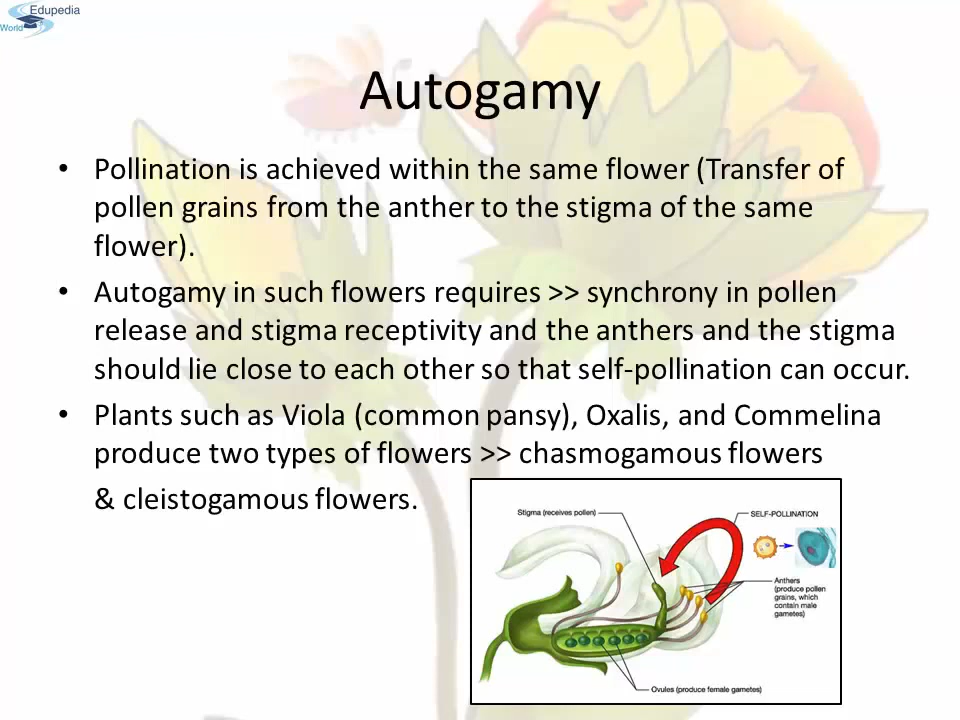 Edupedia
World
Autogamy
• Pollination is achieved within the same flower (Transfer of
pollen grains from the anther to the stigma of the same
flower).
• Autogamy in such flowers requires >> synchrony in pollen
release and stigma receptivity and the anthers and the stigma
should lie close to each other so that self-pollination can occur.
• Plants such as Viola (common pansy), Oxalis, and Commelina
produce two types of flowers >> chasmogamous flowers
& cleistogamous flowers.
Stigma (receives pollen)
SELF-POLLINATION
Anthers
(produce pollen
grains, which
contain male
gametes)
Ovules (produce female gametes)